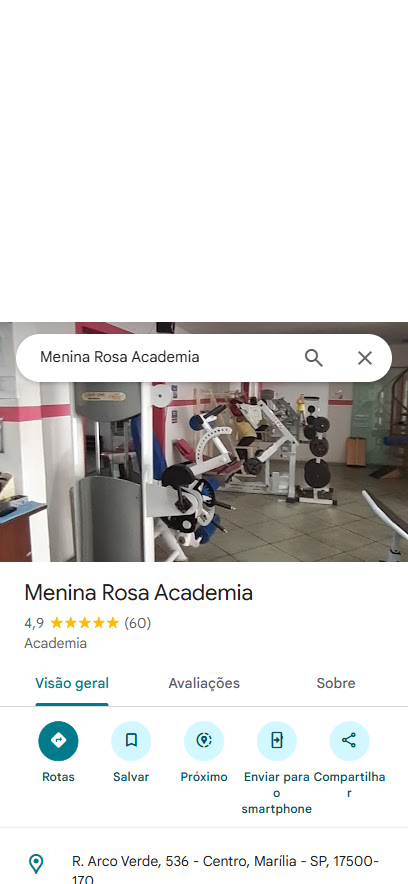 Menina Rosa Academia
Menina Rosa Academia
4,9 (60)
Academia
Visão geral Avaliações Sobre
Rotas Salvar Próximo Enviar para o smartphone Compartilhar
R. Arco Verde, 536 - Centro, Marília - SP, 17500-
170